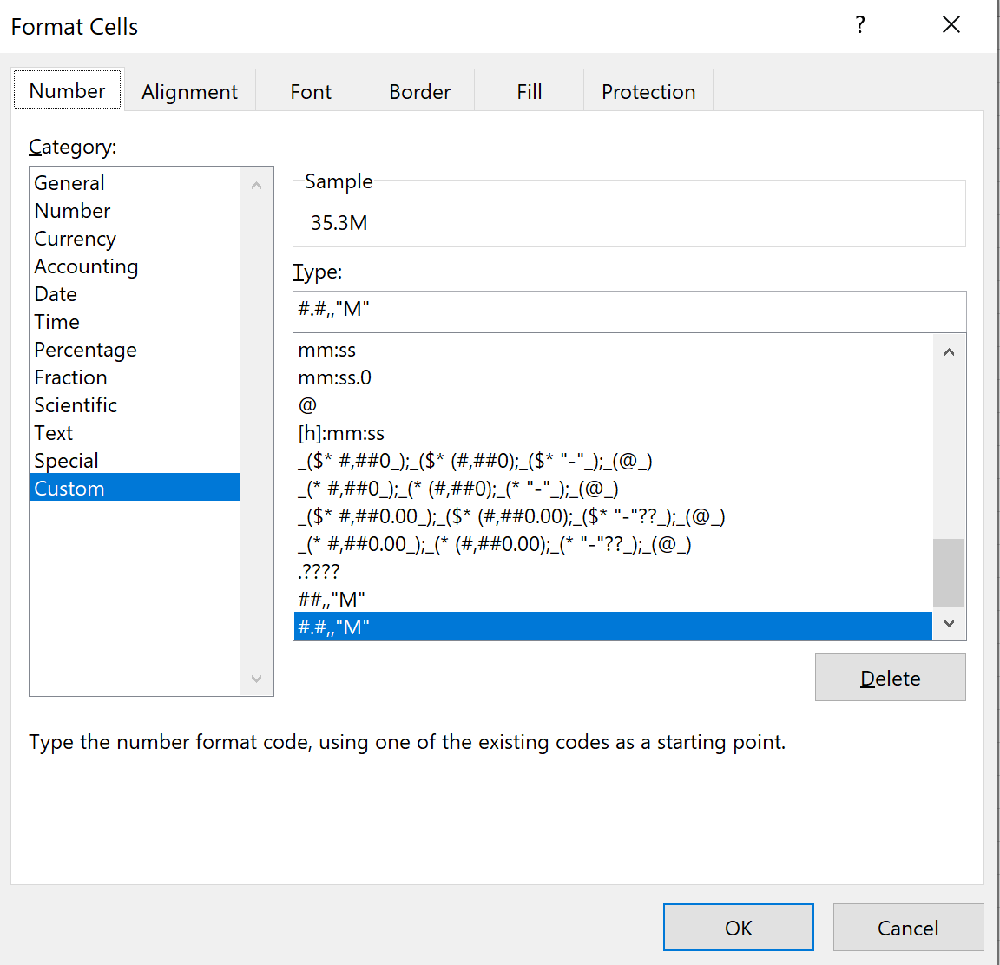 Format Cells
?
Number
Alignment
Font
Border
Fill
Protection
Category:
General
Number
Currency
Accounting
Date
Time
Percentage
Fraction
Scientific
Text
Special
Custom
Sample
35.3M
Type:
#.#,,"M"
mm:ss
mm:ss.0
@
[h]:mm:ss
_($* #,##0_);_($* (#,##0);_($* "-"_);_(@_)
_(* #,##0_);_(* (#,##0);_(* "-"_);_(@_)
_($* #,##0.00_);_($* (#,##0.00);_($* "-"??_);_(@_)
_(* #,##0.00_);_(* (#,##0.00);_(* "-"??_);_(@_)
.????
##,,"M"
#.#,,"M"
Delete
Type the number format code, using one of the existing codes as a starting point.
OK
Cancel